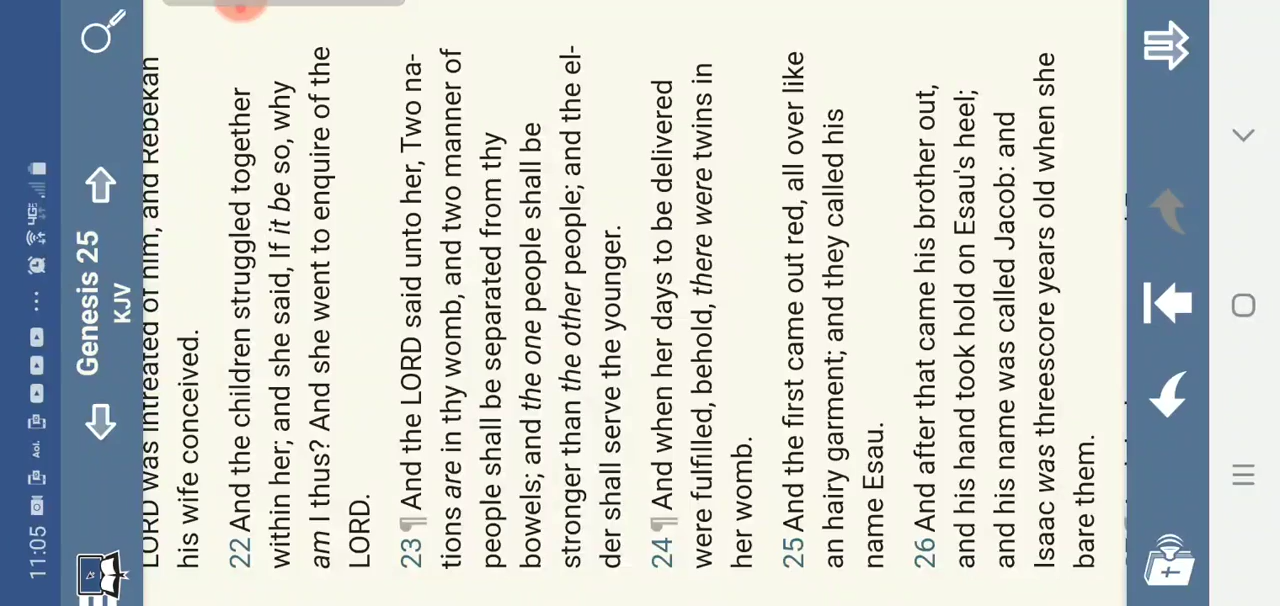 11:05
Aol.
4GE
Genesis 25
KJV
LORD was intreated of him, and Rebekah
his wife conceived.
22 And the children struggled together
within her; and she said, If it be so, why
am I thus? And she went to enquire of the
LORD.
23 ¶ And the LORD said unto her, Two na-
tions are in thy womb, and two manner of
people shall be separated from thy
bowels; and the one people shall be
stronger than the other people; and the el-
der shall serve the younger.
24 ¶ And when her days to be delivered
were fulfilled, behold, there were twins in
her womb.
25 And the first came out red, all over like
an hairy garment; and they called his
name Esau.
26 And after that came his brother out,
and his hand took hold on Esau's heel;
and his name was called Jacob: and
Isaac was threescore years old when she
bare them.